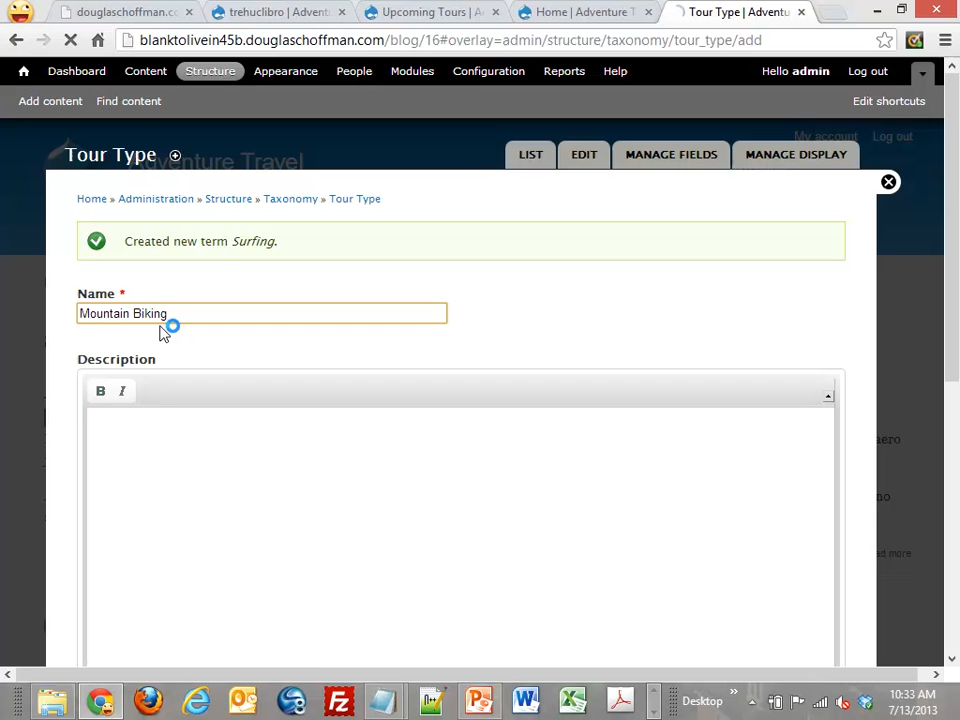 douglaschoffman.cc
trehuclibro | Advent
Upcoming Tours | A
Home | Adventure T
Tour Type | Adventu
blanktolivein45b.douglaschoffman.com/blog/16#overlay=admin/structure/taxonomy/tour_type/add
Dashboard Content Structure Appearance People Modules Configuration Reports Help Hello admin Log out
Add content Find content Edit shortcuts
My account Log out
Adventure Travel
Tour Type LIST EDIT MANAGE FIELDS MANAGE DISPLAY
Home » Administration » Structure » Taxonomy » Tour Type
Created new term Surfing.
Name *
Mountain Biking
Description
B I
aero
no
ad more
Desktop
10:33 AM
7/13/2013